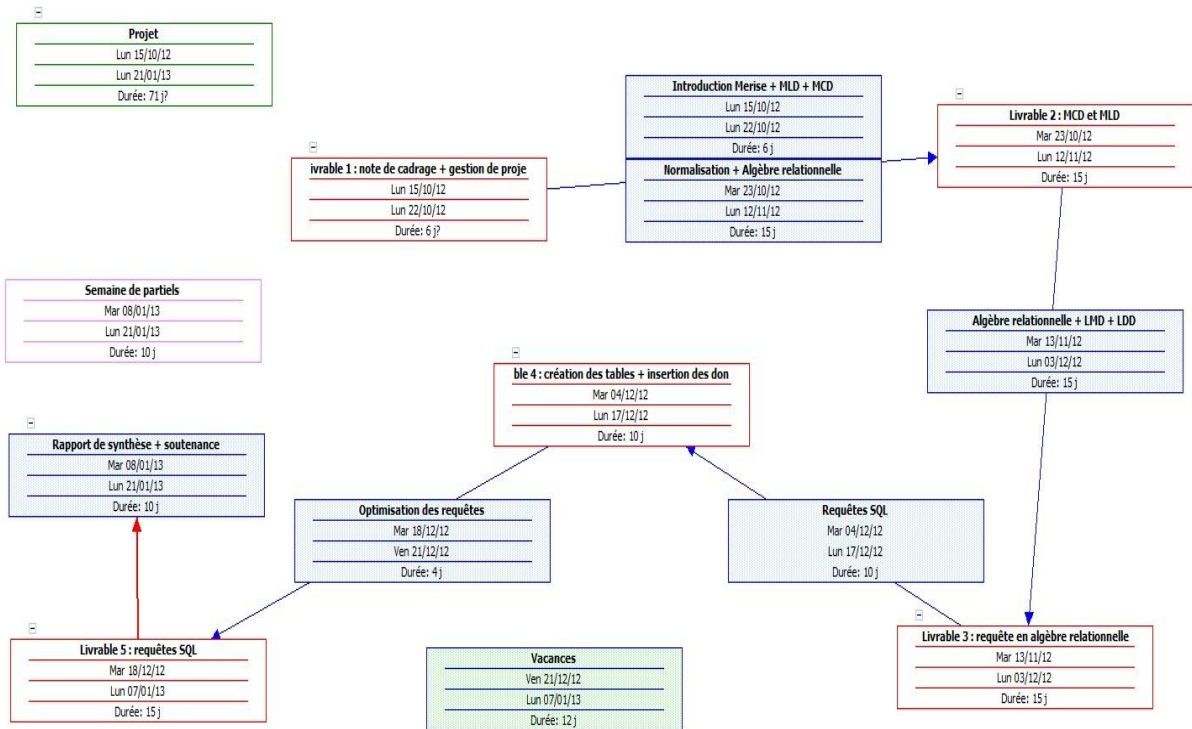 Projet
Lun 15/10/12
Lun 21/01/13
Durée: 71 j?
Introduction Merise + MLD + MCD
Lun 15/10/12
Lun 22/10/12
Durée: 6 j
Livrable 2 : MCD et MLD
Mar 23/10/12
Lun 12/11/12
Durée: 15 j
ivrable 1 : note de cadrage + gestion de proje
Lun 15/10/12
Lun 22/10/12
Durée: 6 j?
Normalisation + Algèbre relationnelle
Mar 23/10/12
Lun 12/11/12
Durée: 15 j
Semaine de partiels
Mar 08/01/13
Lun 21/01/13
Durée: 10 j
Algèbre relationnelle + LMD + LDD
Mar 13/11/12
Lun 03/12/12
Durée: 15 j
ble 4 : création des tables + insertion des don
Mar 04/12/12
Lun 17/12/12
Durée: 10 j
Rapport de synthèse + soutenance
Mar 08/01/13
Lun 21/01/13
Durée: 10 j
Optimisation des requêtes
Mar 18/12/12
Ven 21/12/12
Durée: 4 j
Requêtes SQL
Mar 04/12/12
Lun 17/12/12
Durée: 10 j
Livrable 5 : requêtes SQL
Mar 18/12/12
Lun 07/01/13
Durée: 15 j
Vacances
Ven 21/12/12
Lun 07/01/13
Durée: 12 j
Livrable 3 : requête en algèbre relationnelle
Mar 13/11/12
Lun 03/12/12
Durée: 15 j